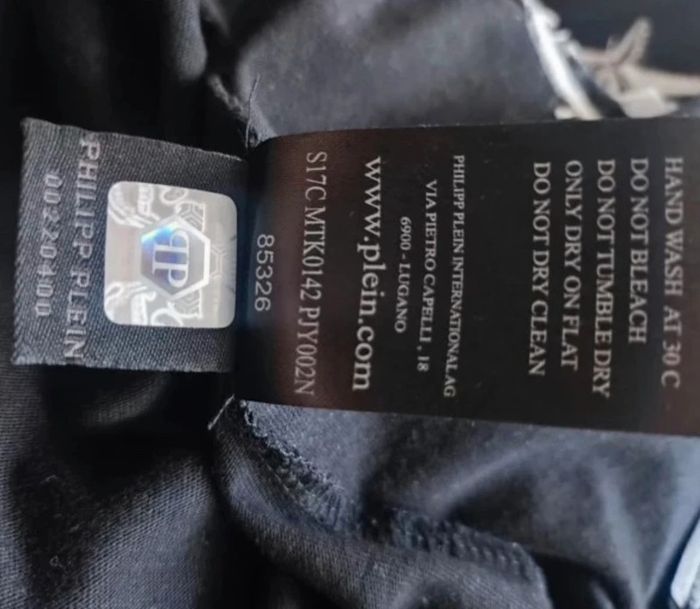 HAND WASH AT 30 C
DO NOT BLEACH
DO NOT TUMBLE DRY
ONLY DRY ON FLAT
DO NOT DRY CLEAN
PHILIPP PLEIN INTERNATIONAL AG
VIA PIETRO CAPELLI , 18
6900 - LUGANO
www.plein.com
S17C MTK0142 PJY002N
85326
PHILIPP PLEIN